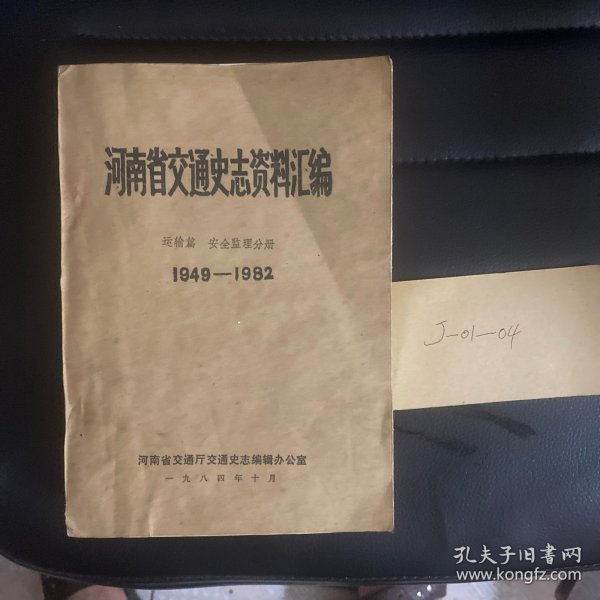 河南省交通史志资料汇编
运输篇 安全监理分册
1949—1982
J-01-04
河南省交通厅交通史志编辑办公室
一九八四年十月
孔夫子旧书网
www.kongfz.com